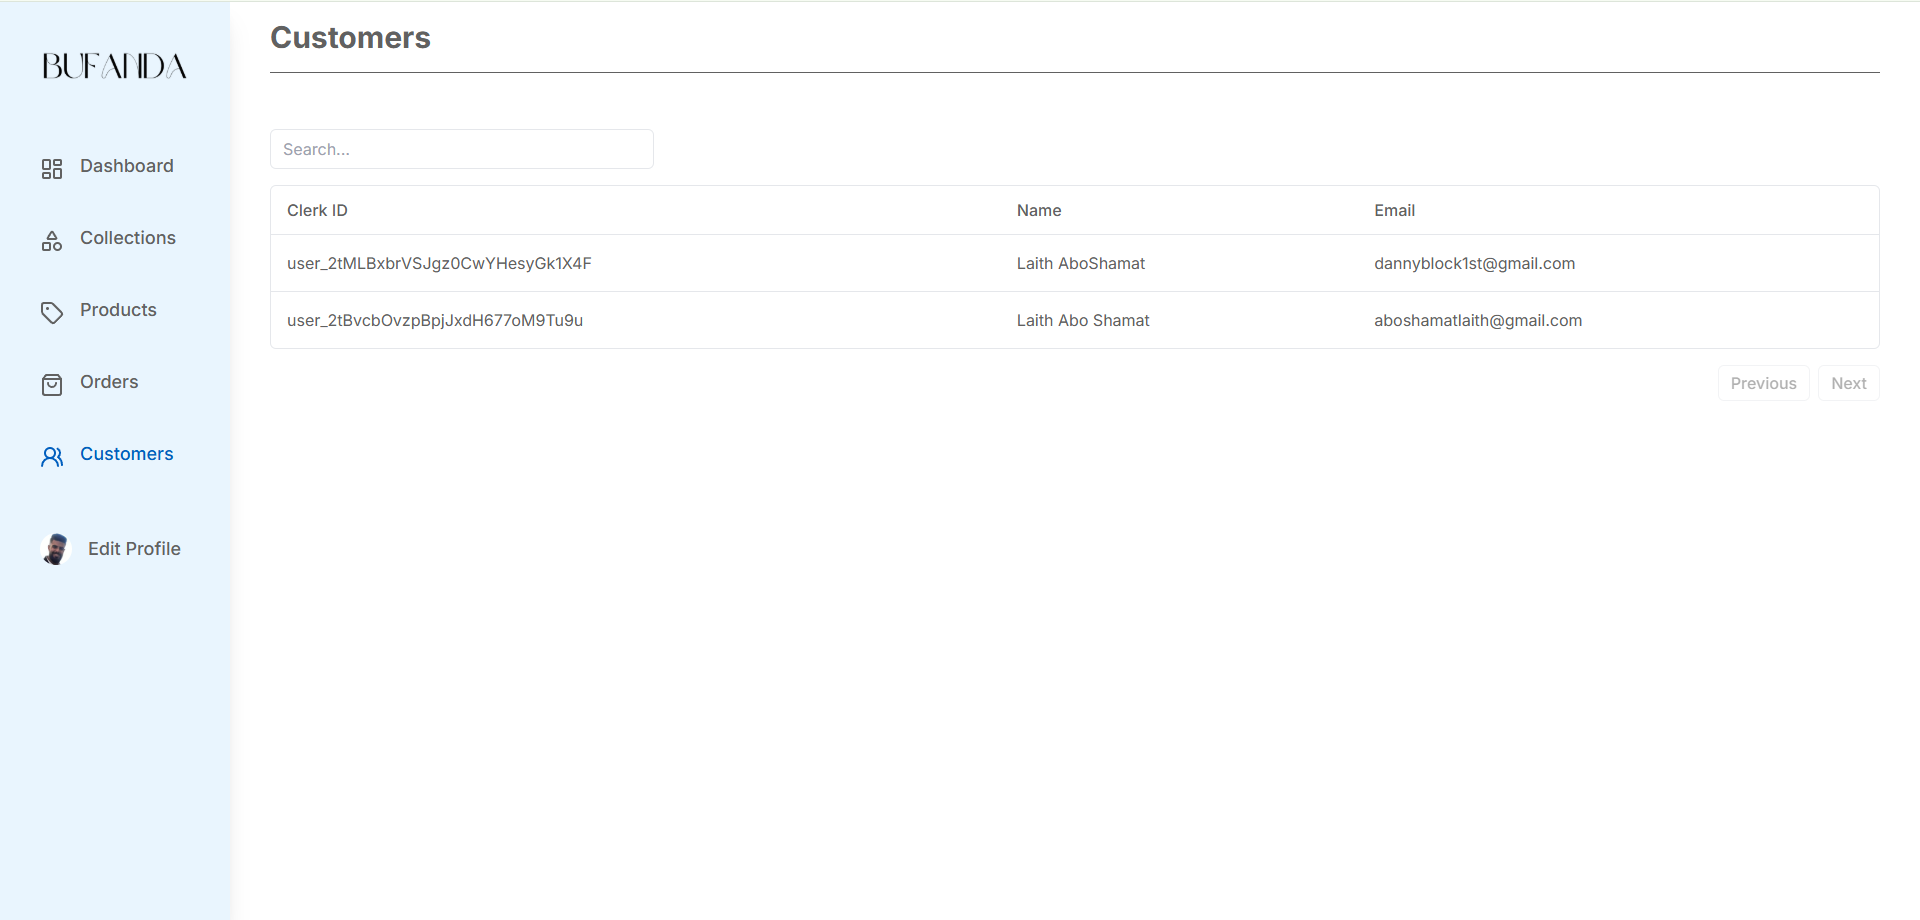 BUFANDA
Dashboard
Collections
Products
Orders
Customers
Edit Profile
Customers
Search...
Clerk ID Name Email
user_2tMLBxbrVSJgz0CwYHesyGk1X4F Laith AboShamat dannyblock1st@gmail.com
user_2tBvcbOvzpBpjJxdH677oM9Tu9u Laith Abo Shamat aboshamatlaith@gmail.com
Previous Next